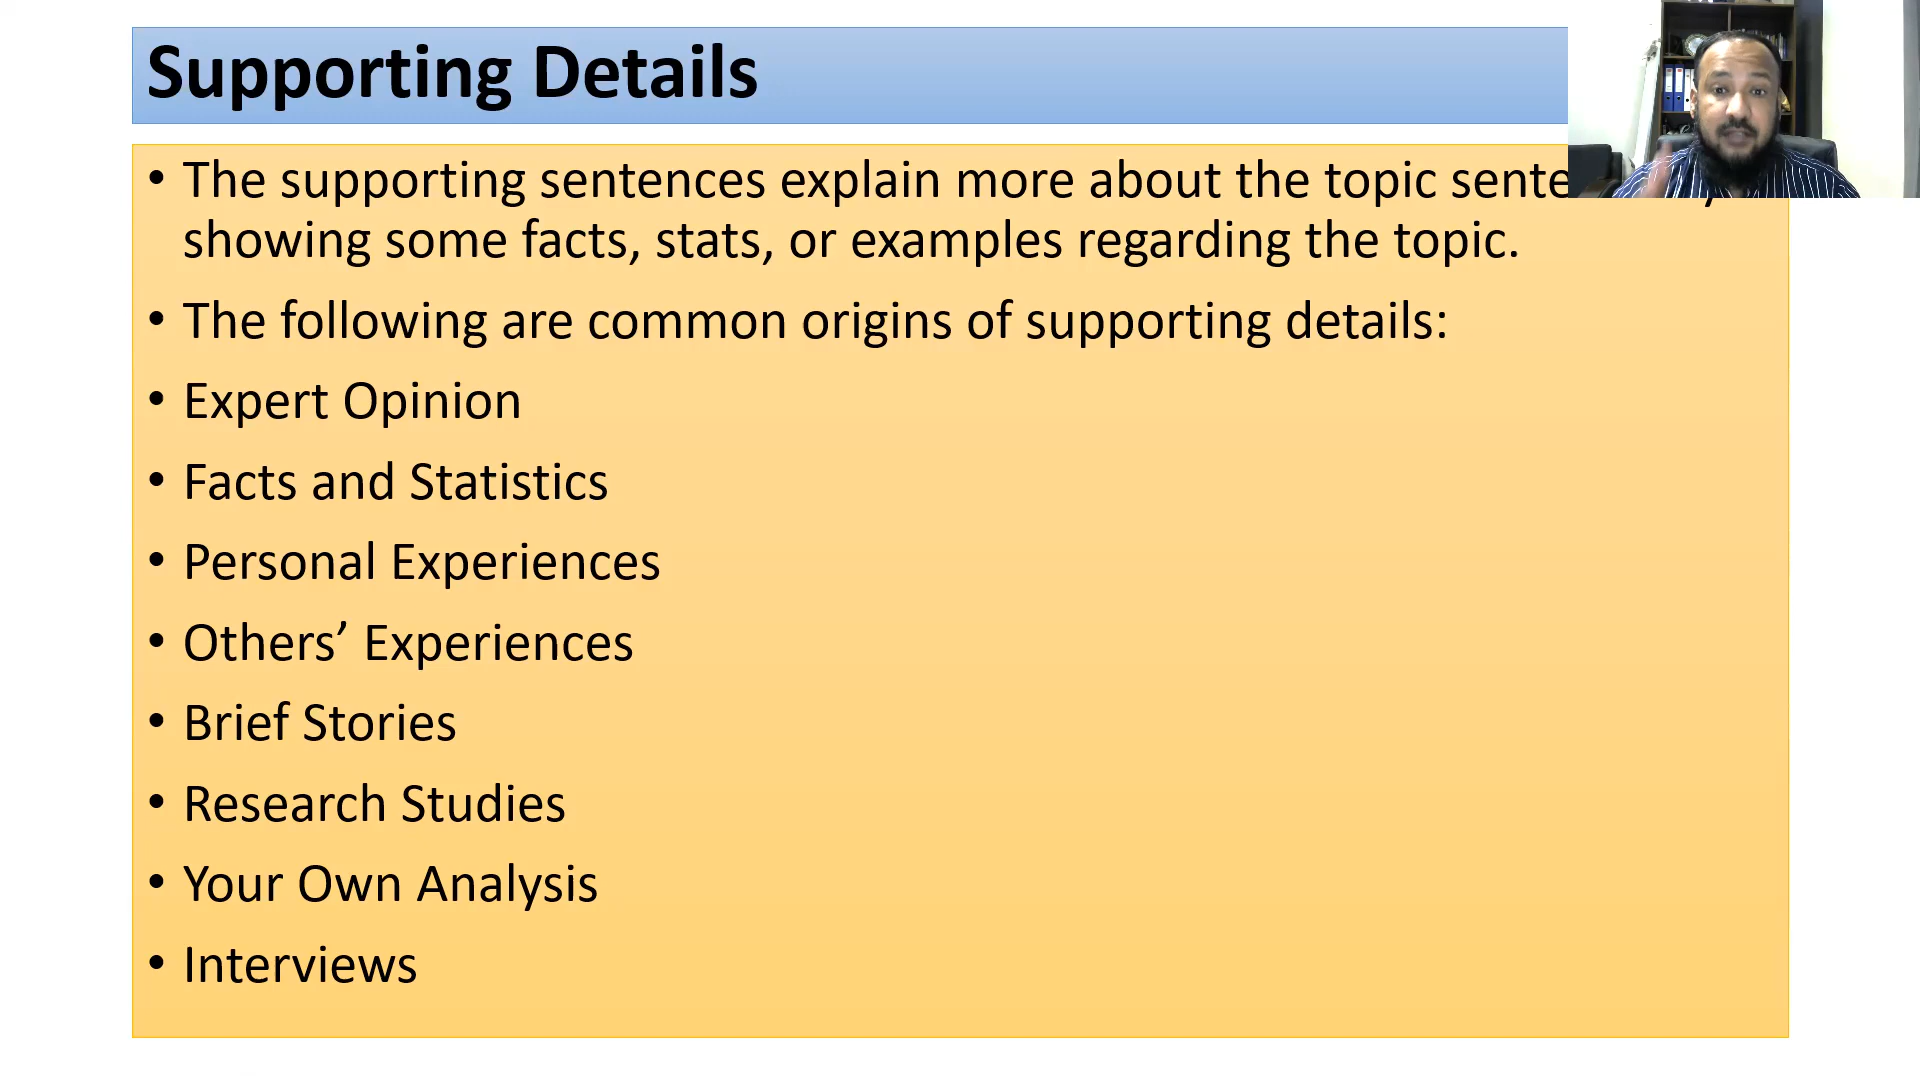 Supporting Details
• The supporting sentences explain more about the topic
showing some facts, stats, or examples regarding the topic.
• The following are common origins of supporting details:
• Expert Opinion
• Facts and Statistics
• Personal Experiences
• Others’ Experiences
• Brief Stories
• Research Studies
• Your Own Analysis
• Interviews